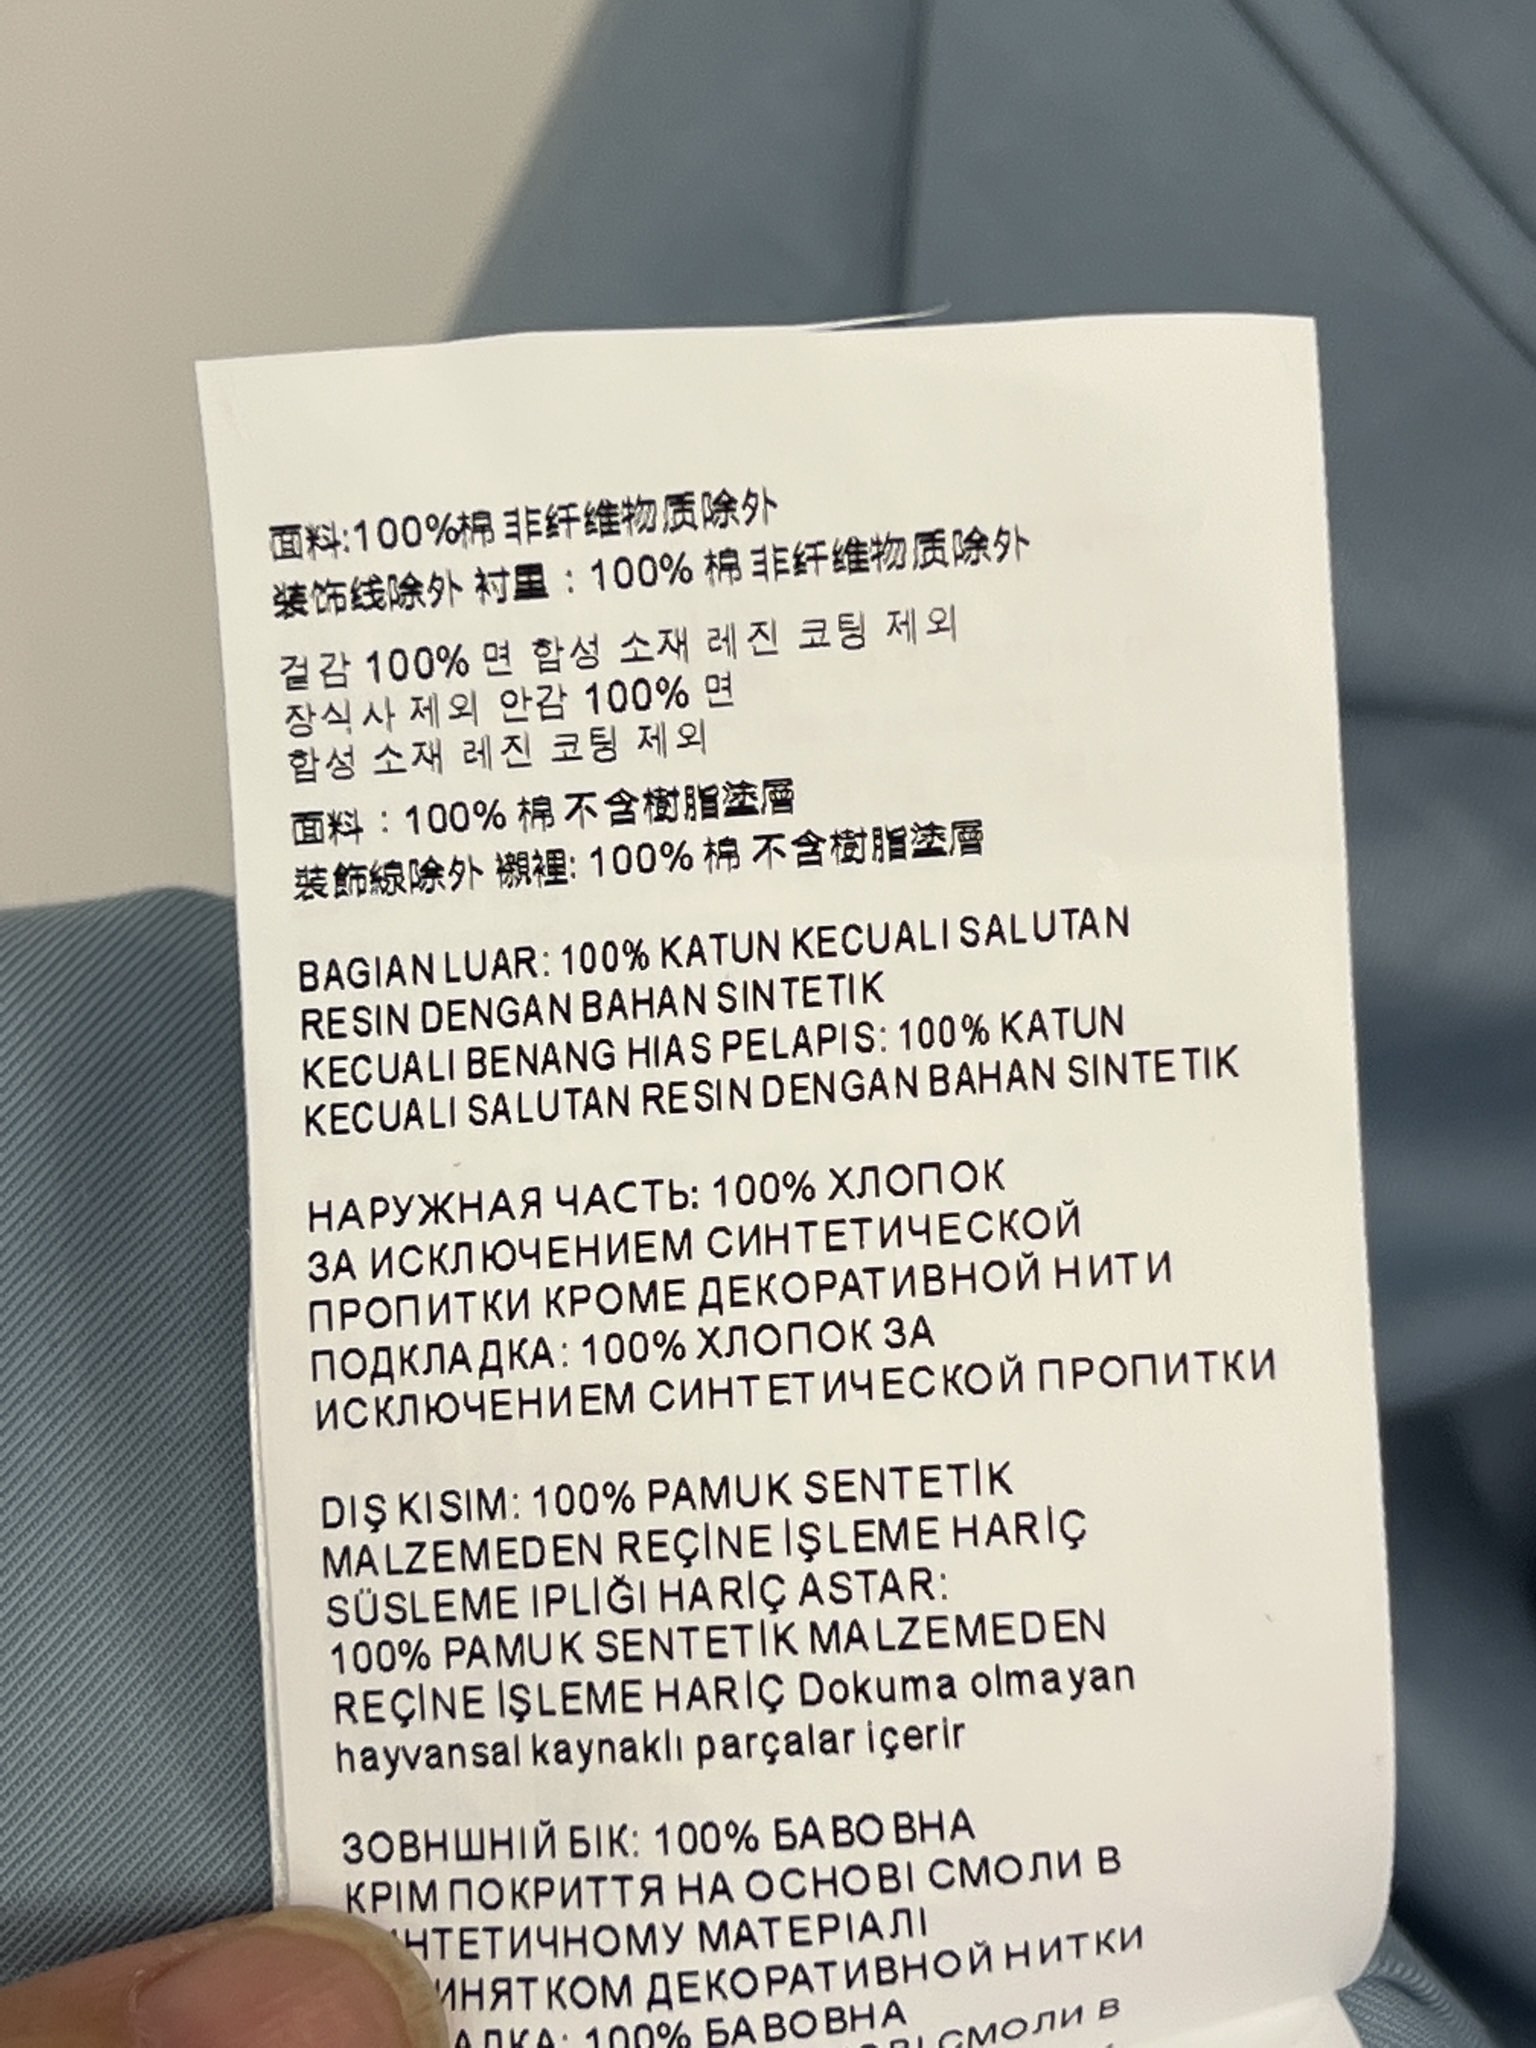 面料:100%棉 非纤维物质除外
装饰线除外 衬里：100% 棉 非纤维物质除外
겉감 100% 면 합성 소재 레진 코팅 제외
장식사 제외 안감 100% 면
합성 소재 레진 코팅 제외
面料：100% 棉 不含樹脂塗層
裝飾線除外 襯裡: 100% 棉 不含樹脂塗層
BAGIAN LUAR: 100% KATUN KECUALI SALUTAN
RESIN DENGAN BAHAN SINTETIK
KECUALI BENANG HIAS PELAPIS: 100% KATUN
KECUALI SALUTAN RESIN DENGAN BAHAN SINTETIK
НАРУЖНАЯ ЧАСТЬ: 100% ХЛОПОК
ЗА ИСКЛЮЧЕНИЕМ СИНТЕТИЧЕСКОЙ
ПРОПИТКИ КРОМЕ ДЕКОРАТИВНОЙ НИТИ
ПОДКЛАДКА: 100% ХЛОПОК ЗА
ИСКЛЮЧЕНИЕМ СИНТЕТИЧЕСКОЙ ПРОПИТКИ
DIŞ KISIM: 100% PAMUK SENTETİK
MALZEMEDEN REÇİNE İŞLEME HARİÇ
SÜSLEME IPLİĞI HARİÇ ASTAR:
100% PAMUK SENTETİK MALZEMEDEN
REÇİNE İŞLEME HARİÇ Dokuma olmayan
hayvansal kaynaklı parçalar içerir
ЗОВНШНІЙ БІК: 100% БАВОВНА
КРІМ ПОКРИТТЯ НА ОСНОВІ СМОЛИ В
НТЕТИЧНОМУ МАТЕРІАЛІ
ИНЯТКОМ ДЕКОРАТИВНОЙ НИТКИ
АДКА: 100% БАВОВНА
ОВІ СМОЛИ В